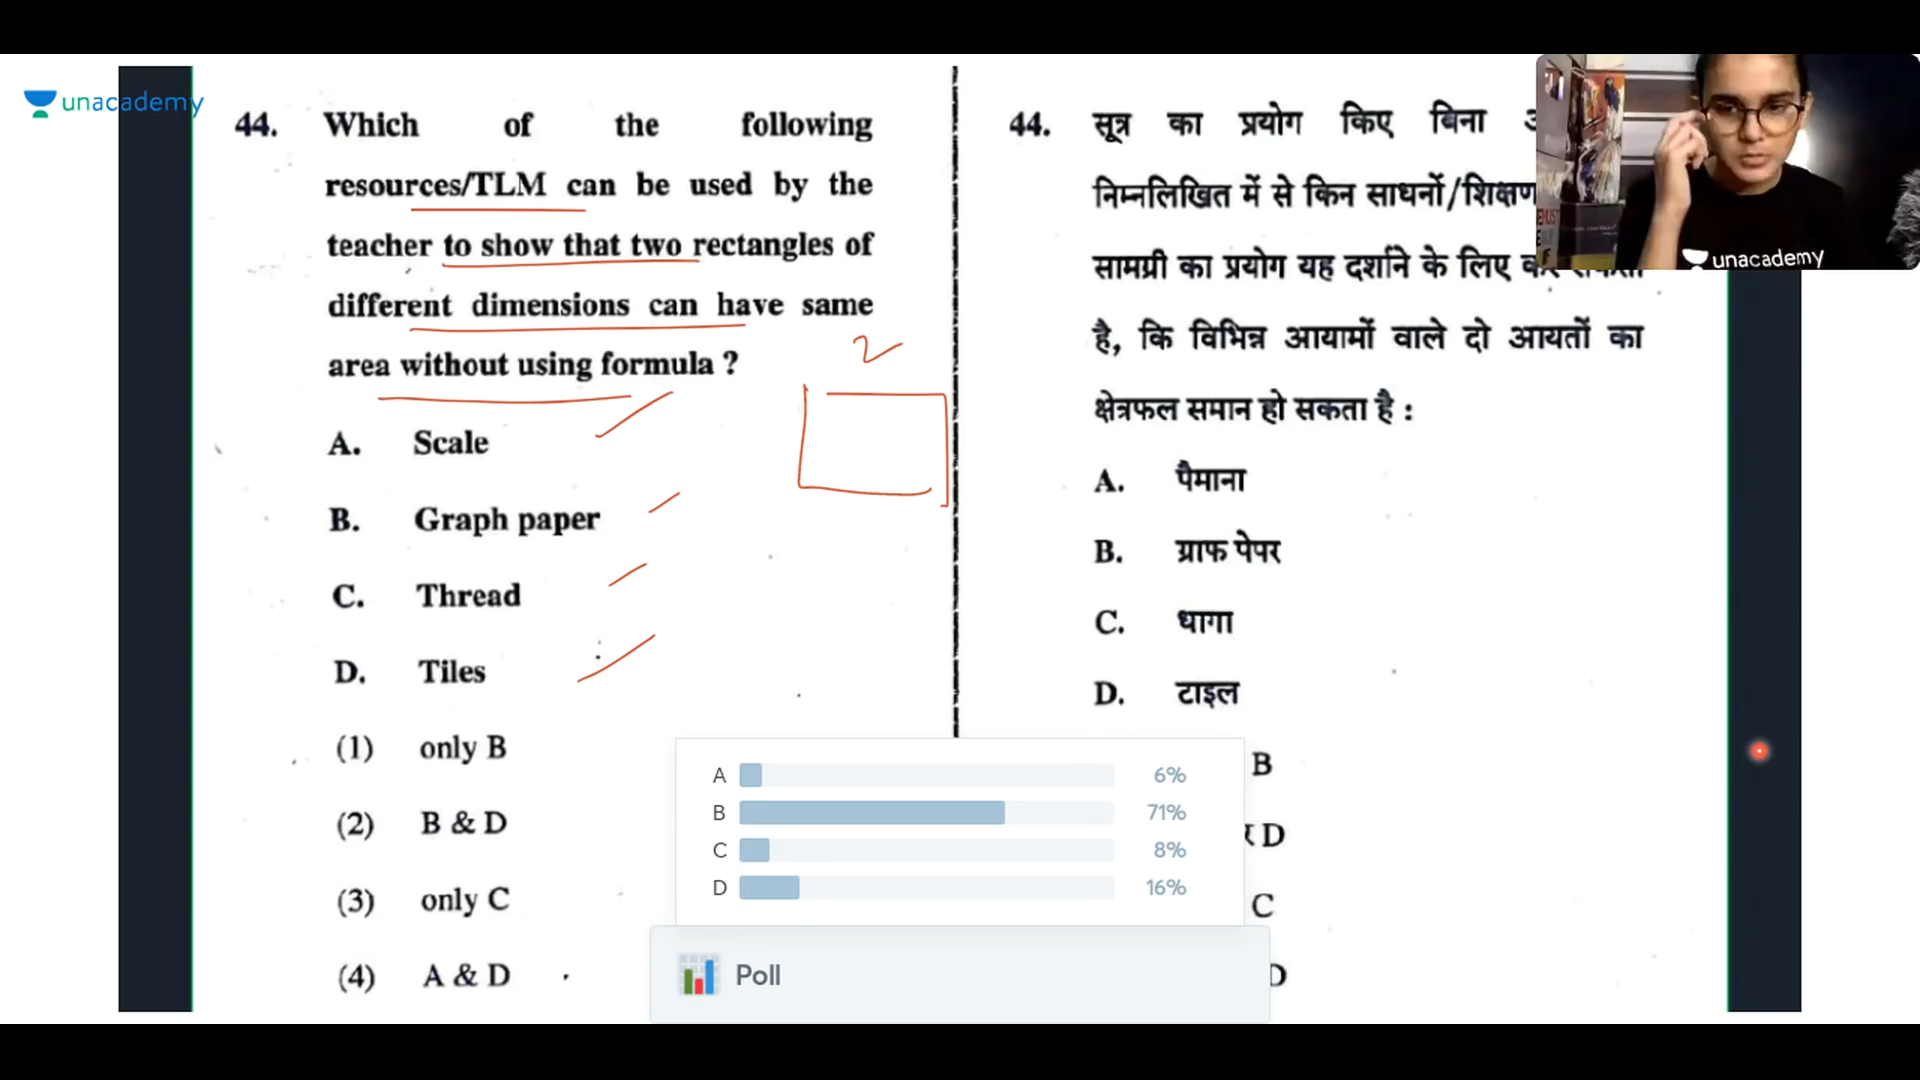 unacademy
44. Which of the following
resources/TLM can be used by the
teacher to show that two rectangles of
different dimensions can have same
area without using formula ?
A. Scale
B. Graph paper
C. Thread
D. Tiles
(1) only B
(2) B & D
(3) only C
(4) A & D
2
44. सूत्र का प्रयोग किए बिना
निम्नलिखित में से किन साधनों/शिक्षण
सामग्री का प्रयोग यह दर्शाने के लिए
है, कि विभिन्न आयामों वाले दो आयतों का
क्षेत्रफल समान हो सकता है :
A. पैमाना
B. ग्राफ पेपर
C. धागा
D. टाइल
B
D
C
D
unacademy
A 6%
B 71%
C 8%
D 16%
Poll